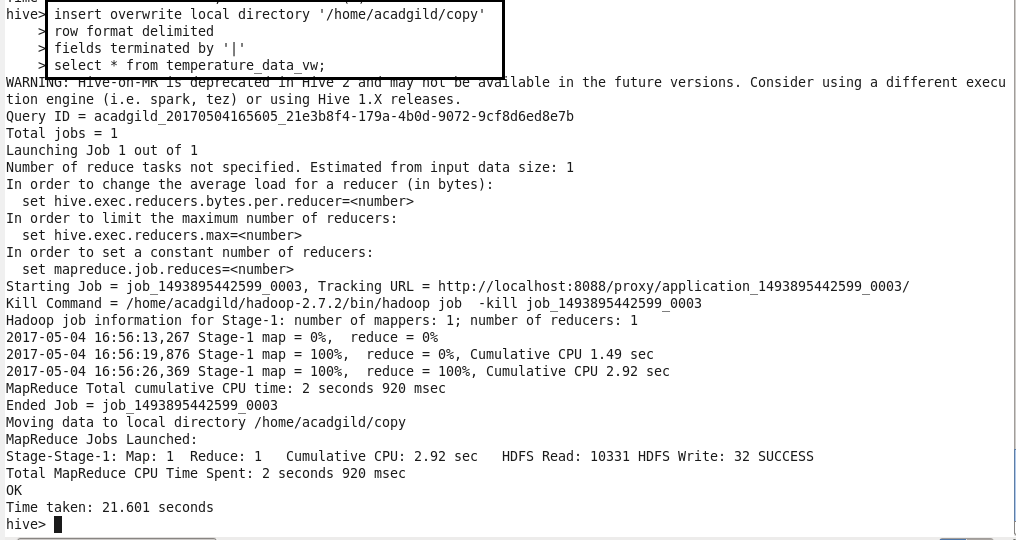 hive> insert overwrite local directory '/home/acadgild/copy'
    > row format delimited
    > fields terminated by '|'
    > select * from temperature_data_vw;
WARNING: Hive-on-MR is deprecated in Hive 2 and may not be available in the future versions. Consider using a different execu
tion engine (i.e. spark, tez) or using Hive 1.X releases.
Query ID = acadgild_20170504165605_21e3b8f4-179a-4b0d-9072-9cf8d6ed8e7b
Total jobs = 1
Launching Job 1 out of 1
Number of reduce tasks not specified. Estimated from input data size: 1
In order to change the average load for a reducer (in bytes):
  set hive.exec.reducers.bytes.per.reducer=<number>
In order to limit the maximum number of reducers:
  set hive.exec.reducers.max=<number>
In order to set a constant number of reducers:
  set mapreduce.job.reduces=<number>
Starting Job = job_1493895442599_0003, Tracking URL = http://localhost:8088/proxy/application_1493895442599_0003/
Kill Command = /home/acadgild/hadoop-2.7.2/bin/hadoop job  -kill job_1493895442599_0003
Hadoop job information for Stage-1: number of mappers: 1; number of reducers: 1
2017-05-04 16:56:13,267 Stage-1 map = 0%,  reduce = 0%
2017-05-04 16:56:19,876 Stage-1 map = 100%,  reduce = 0%, Cumulative CPU 1.49 sec
2017-05-04 16:56:26,369 Stage-1 map = 100%,  reduce = 100%, Cumulative CPU 2.92 sec
MapReduce Total cumulative CPU time: 2 seconds 920 msec
Ended Job = job_1493895442599_0003
Moving data to local directory /home/acadgild/copy
MapReduce Jobs Launched:
Stage-Stage-1: Map: 1  Reduce: 1   Cumulative CPU: 2.92 sec   HDFS Read: 10331 HDFS Write: 32 SUCCESS
Total MapReduce CPU Time Spent: 2 seconds 920 msec
OK
Time taken: 21.601 seconds
hive>